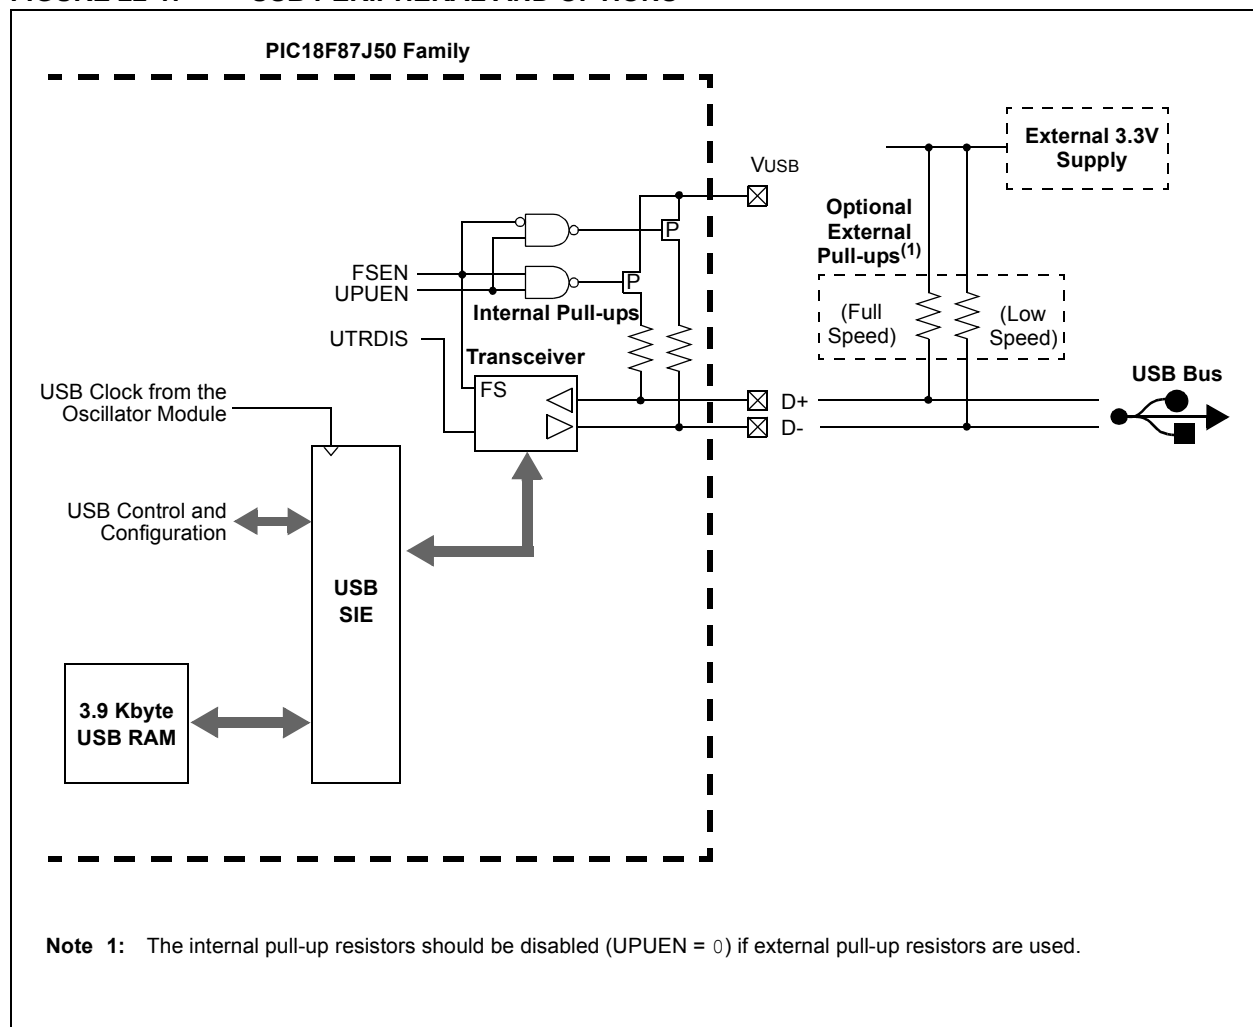 PIC18F87J50 Family
External 3.3V
Supply
VUSB
Optional
External
Pull-ups(1)
P
FSEN
UPUEN
P
Internal Pull-ups
(Full
Speed)
(Low
Speed)
UTRDIS
Transceiver
FS
USB Bus
USB Clock from the
Oscillator Module
D+
D-
USB Control and
Configuration
USB
SIE
3.9 Kbyte
USB RAM
Note 1: The internal pull-up resistors should be disabled (UPUEN = 0) if external pull-up resistors are used.